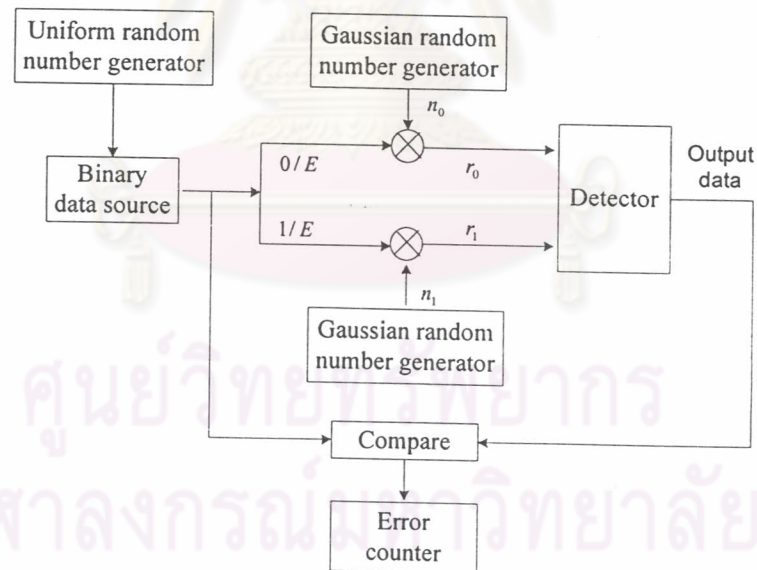 Uniform random
number generator
Gaussian random
number generator
n₀
Binary
data source
0/E
r₀
Detector
Output
data
1/E
r₁
n₁
Gaussian random
number generator
ศูนย์วิทยทรัพยากร
Compare
จุฬาลงกรณ์มหาวิทยาลัย
Error
counter